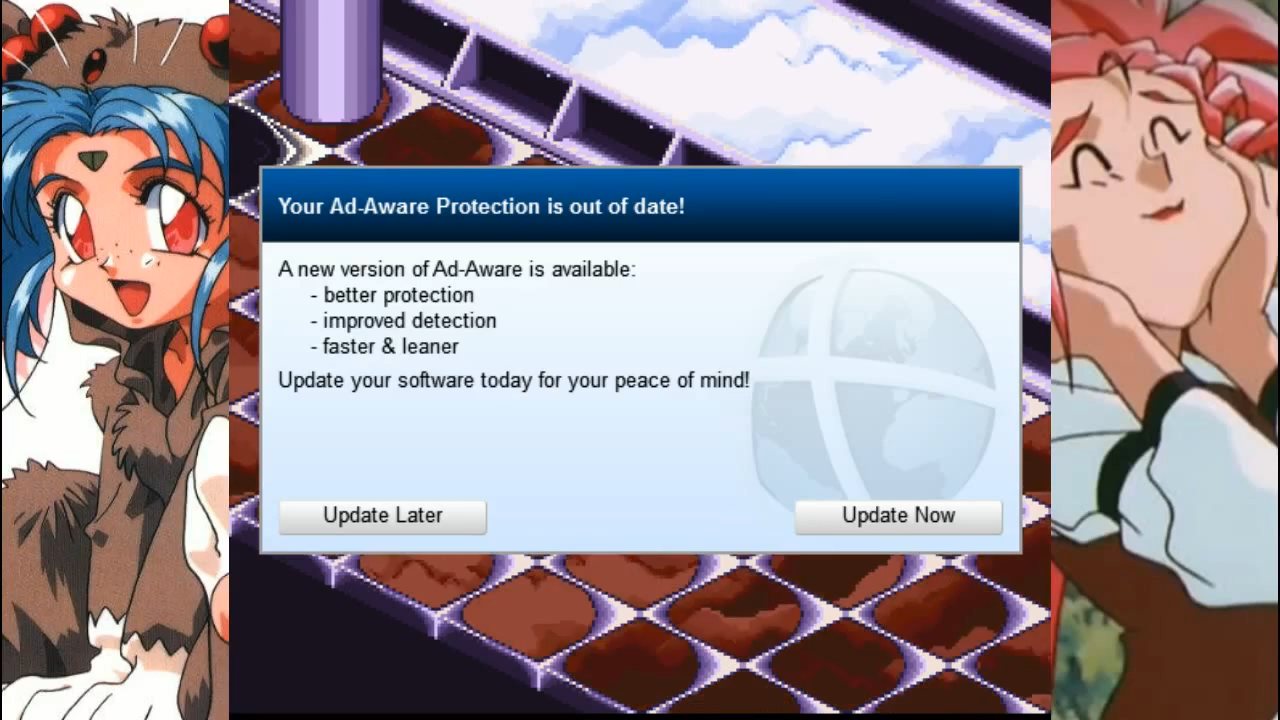 Your Ad-Aware Protection is out of date!
A new version of Ad-Aware is available:
- better protection
- improved detection
- faster & leaner
Update your software today for your peace of mind!
Update Later
Update Now